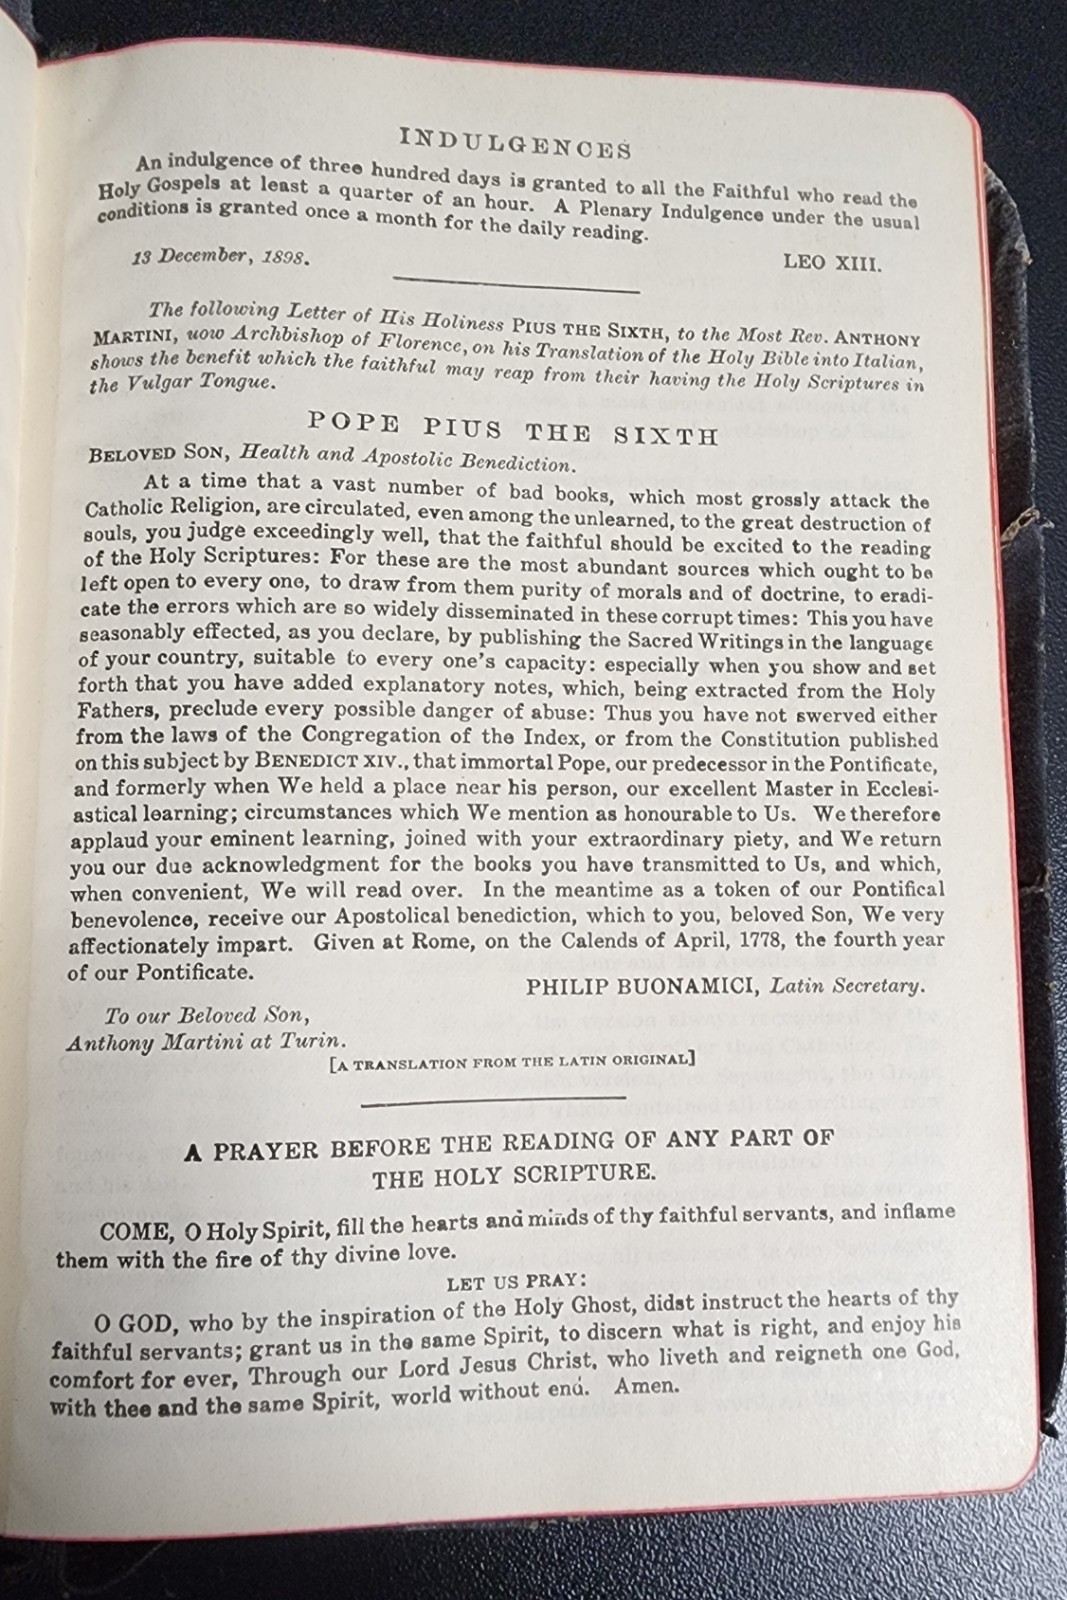 INDULGENCES
An indulgence of three hundred days is granted to all the Faithful who read the
Holy Gospels at least a quarter of an hour. A Plenary Indulgence under the usual
conditions is granted once a month for the daily reading.
13 December, 1898. LEO XIII.
The following Letter of His Holiness PIUS THE SIXTH, to the Most Rev. ANTHONY
MARTINI, uow Archbishop of Florence, on his Translation of the Holy Bible into Italian,
shows the benefit which the faithful may reap from their having the Holy Scriptures in
the Vulgar Tongue.
POPE PIUS THE SIXTH
BELOVED SON, Health and Apostolic Benediction.
At a time that a vast number of bad books, which most grossly attack the
Catholic Religion, are circulated, even among the unlearned, to the great destruction of
souls, you judge exceedingly well, that the faithful should be excited to the reading
of the Holy Scriptures: For these are the most abundant sources which ought to be
left open to every one, to draw from them purity of morals and of doctrine, to eradi-
cate the errors which are so widely disseminated in these corrupt times: This you have
seasonably effected, as you declare, by publishing the Sacred Writings in the language
of your country, suitable to every one's capacity: especially when you show and set
forth that you have added explanatory notes, which, being extracted from the Holy
Fathers, preclude every possible danger of abuse: Thus you have not swerved either
from the laws of the Congregation of the Index, or from the Constitution published
on this subject by BENEDICT XIV., that immortal Pope, our predecessor in the Pontificate,
and formerly when We held a place near his person, our excellent Master in Ecclesi-
astical learning; circumstances which We mention as honourable to Us. We therefore
applaud your eminent learning, joined with your extraordinary piety, and We return
you our due acknowledgment for the books you have transmitted to Us, and which,
when convenient, We will read over. In the meantime as a token of our Pontifical
benevolence, receive our Apostolical benediction, which to you, beloved Son, We very
affectionately impart. Given at Rome, on the Calends of April, 1778, the fourth year
of our Pontificate.
PHILIP BUONAMICI, Latin Secretary.
To our Beloved Son,
Anthony Martini at Turin.
[A TRANSLATION FROM THE LATIN ORIGINAL]
A PRAYER BEFORE THE READING OF ANY PART OF
THE HOLY SCRIPTURE.
COME, O Holy Spirit, fill the hearts and minds of thy faithful servants, and inflame
them with the fire of thy divine love.
LET US PRAY:
O GOD, who by the inspiration of the Holy Ghost, didst instruct the hearts of thy
faithful servants; grant us in the same Spirit, to discern what is right, and enjoy his
comfort for ever, Through our Lord Jesus Christ, who liveth and reigneth one God,
with thee and the same Spirit, world without end. Amen.